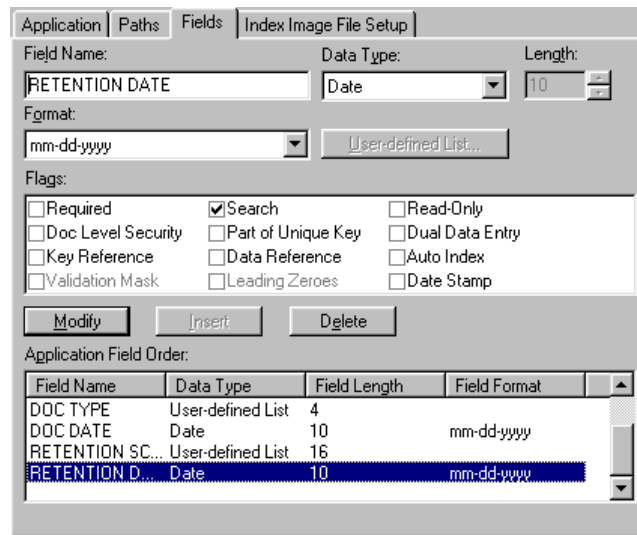 Application Paths Fields Index Image File Setup
Field Name: Data Type: Length:
RETENTION DATE Date 10
Format:
mm-dd-yyyy User-defined List...
Flags:
Required Search Read-Only
Doc Level Security Part of Unique Key Dual Data Entry
Key Reference Data Reference Auto Index
Validation Mask Leading Zeroes Date Stamp
Modify Insert Delete
Application Field Order:
Field Name Data Type Field Length Field Format
DOC TYPE User-defined List 4
DOC DATE Date 10 mm-dd-yyyy
RETENTION SC... User-defined List 16
RETENTION D... Date 10 mm-dd-yyyy